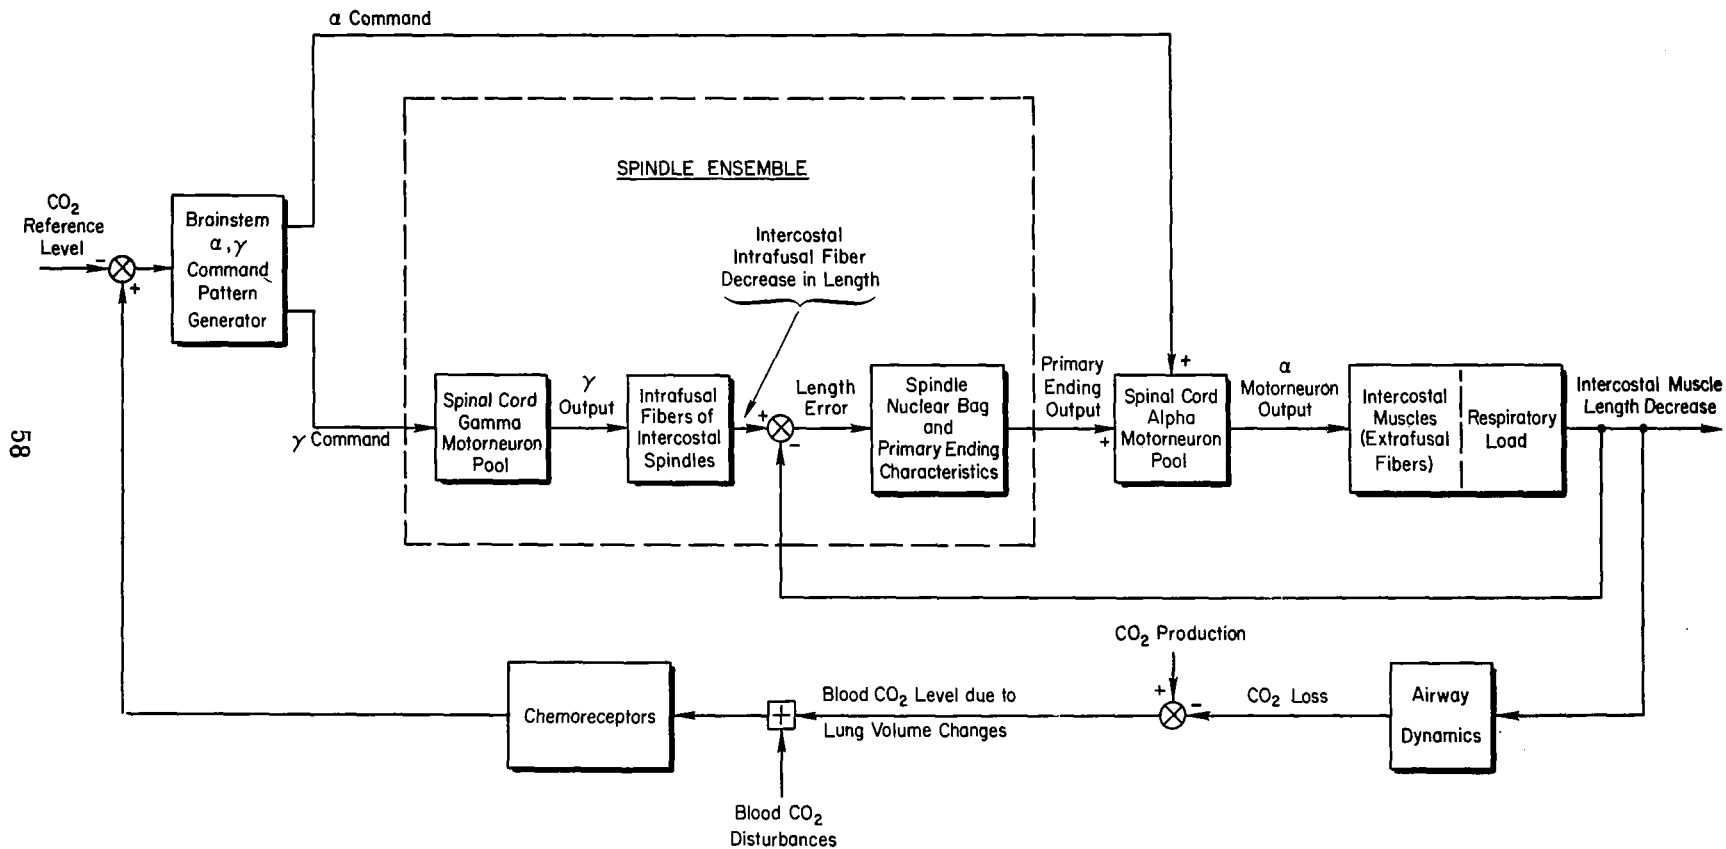 α Command
SPINDLE ENSEMBLE
CO2
Reference
Level
-
+
Brainstem
α, γ
Command
Pattern
Generator
Intercostal
Intrafusal Fiber
Decrease in Length
γ Command
Spinal Cord
Gamma
Motorneuron
Pool
γ
Output
Intrafusal
Fibers of
Intercostal
Spindles
+
-
Length
Error
Spindle
Nuclear Bag
and
Primary Ending
Characteristics
Primary
Ending
Output
+
+
Spinal Cord
Alpha
Motorneuron
Pool
α
Motorneuron
Output
Intercostal
Muscles
(Extrafusal
Fibers)
Respiratory
Load
Intercostal Muscle
Length Decrease
58
CO2 Production
+
-
Chemoreceptors
+
Blood CO2 Level due to
Lung Volume Changes
CO2 Loss
Airway
Dynamics
Blood CO2
Disturbances